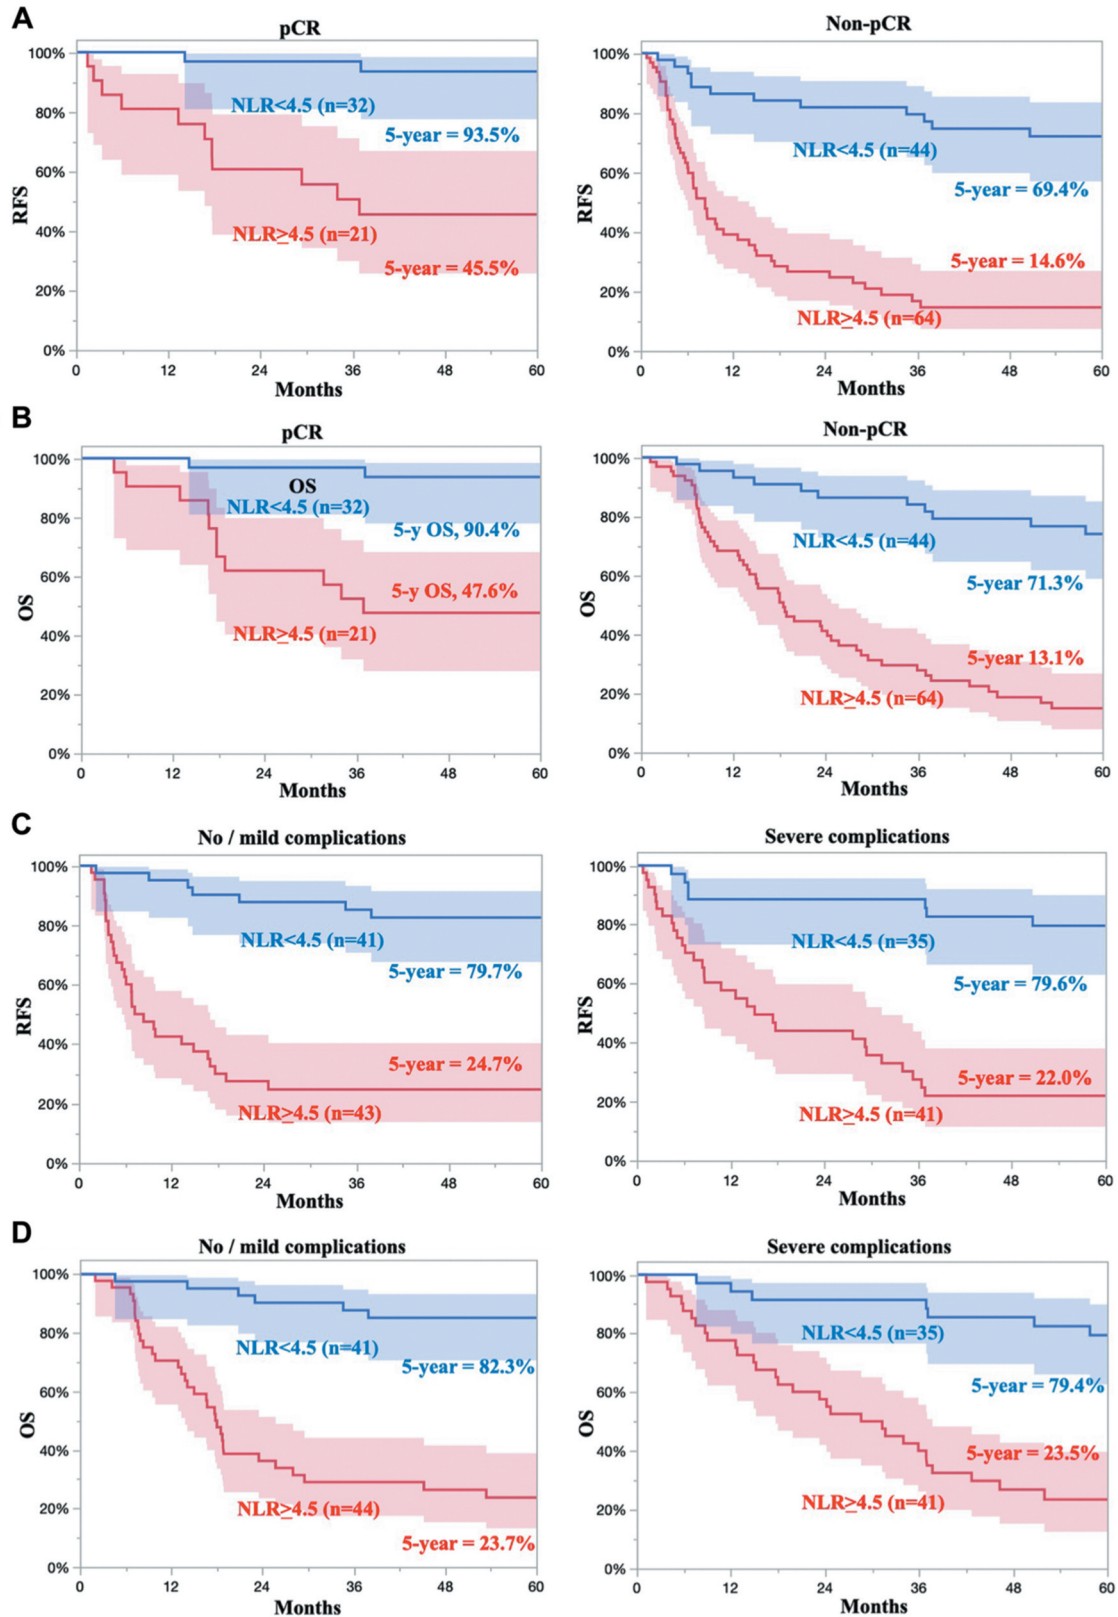 A
pCR
RFS
100%
80%
60%
40%
20%
0%
NLR<4.5 (n=32)
5-year = 93.5%
NLR≥4.5 (n=21)
5-year = 45.5%
0 12 24 36 48 60
Months
Non-pCR
RFS
100%
80%
60%
40%
20%
0%
NLR<4.5 (n=44)
5-year = 69.4%
5-year = 14.6%
NLR≥4.5 (n=64)
0 12 24 36 48 60
Months
B
pCR
OS
100%
80%
60%
40%
20%
0%
OS
NLR<4.5 (n=32)
5-y OS, 90.4%
5-y OS, 47.6%
NLR≥4.5 (n=21)
0 12 24 36 48 60
Months
Non-pCR
OS
100%
80%
60%
40%
20%
0%
NLR<4.5 (n=44)
5-year 71.3%
5-year 13.1%
NLR≥4.5 (n=64)
0 12 24 36 48 60
Months
C
No / mild complications
RFS
100%
80%
60%
40%
20%
0%
NLR<4.5 (n=41)
5-year = 79.7%
5-year = 24.7%
NLR≥4.5 (n=43)
0 12 24 36 48 60
Months
Severe complications
RFS
100%
80%
60%
40%
20%
0%
NLR<4.5 (n=35)
5-year = 79.6%
5-year = 22.0%
NLR≥4.5 (n=41)
0 12 24 36 48 60
Months
D
No / mild complications
OS
100%
80%
60%
40%
20%
0%
NLR<4.5 (n=41)
5-year = 82.3%
NLR≥4.5 (n=44)
5-year = 23.7%
0 12 24 36 48 60
Months
Severe complications
OS
100%
80%
60%
40%
20%
0%
NLR<4.5 (n=35)
5-year = 79.4%
5-year = 23.5%
NLR≥4.5 (n=41)
0 12 24 36 48 60
Months